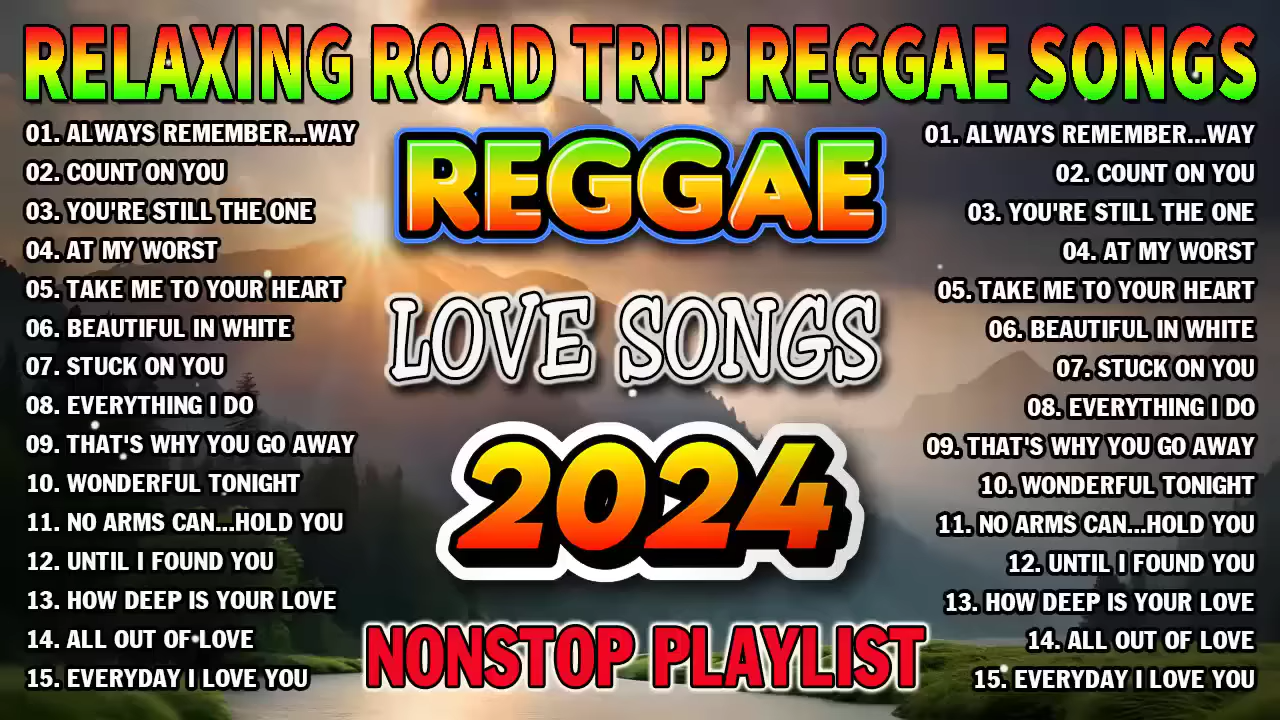 RELAXING ROAD TRIP REGGAE SONGS
01. ALWAYS REMEMBER...WAY
02. COUNT ON YOU
03. YOU'RE STILL THE ONE
04. AT MY WORST
05. TAKE ME TO YOUR HEART
06. BEAUTIFUL IN WHITE
07. STUCK ON YOU
08. EVERYTHING I DO
09. THAT'S WHY YOU GO AWAY
10. WONDERFUL TONIGHT
11. NO ARMS CAN...HOLD YOU
12. UNTIL I FOUND YOU
13. HOW DEEP IS YOUR LOVE
14. ALL OUT OF LOVE
15. EVERYDAY I LOVE YOU
REGGAE
LOVE SONGS
2024
NONSTOP PLAYLIST
01. ALWAYS REMEMBER...WAY
02. COUNT ON YOU
03. YOU'RE STILL THE ONE
04. AT MY WORST
05. TAKE ME TO YOUR HEART
06. BEAUTIFUL IN WHITE
07. STUCK ON YOU
08. EVERYTHING I DO
09. THAT'S WHY YOU GO AWAY
10. WONDERFUL TONIGHT
11. NO ARMS CAN...HOLD YOU
12. UNTIL I FOUND YOU
13. HOW DEEP IS YOUR LOVE
14. ALL OUT OF LOVE
15. EVERYDAY I LOVE YOU